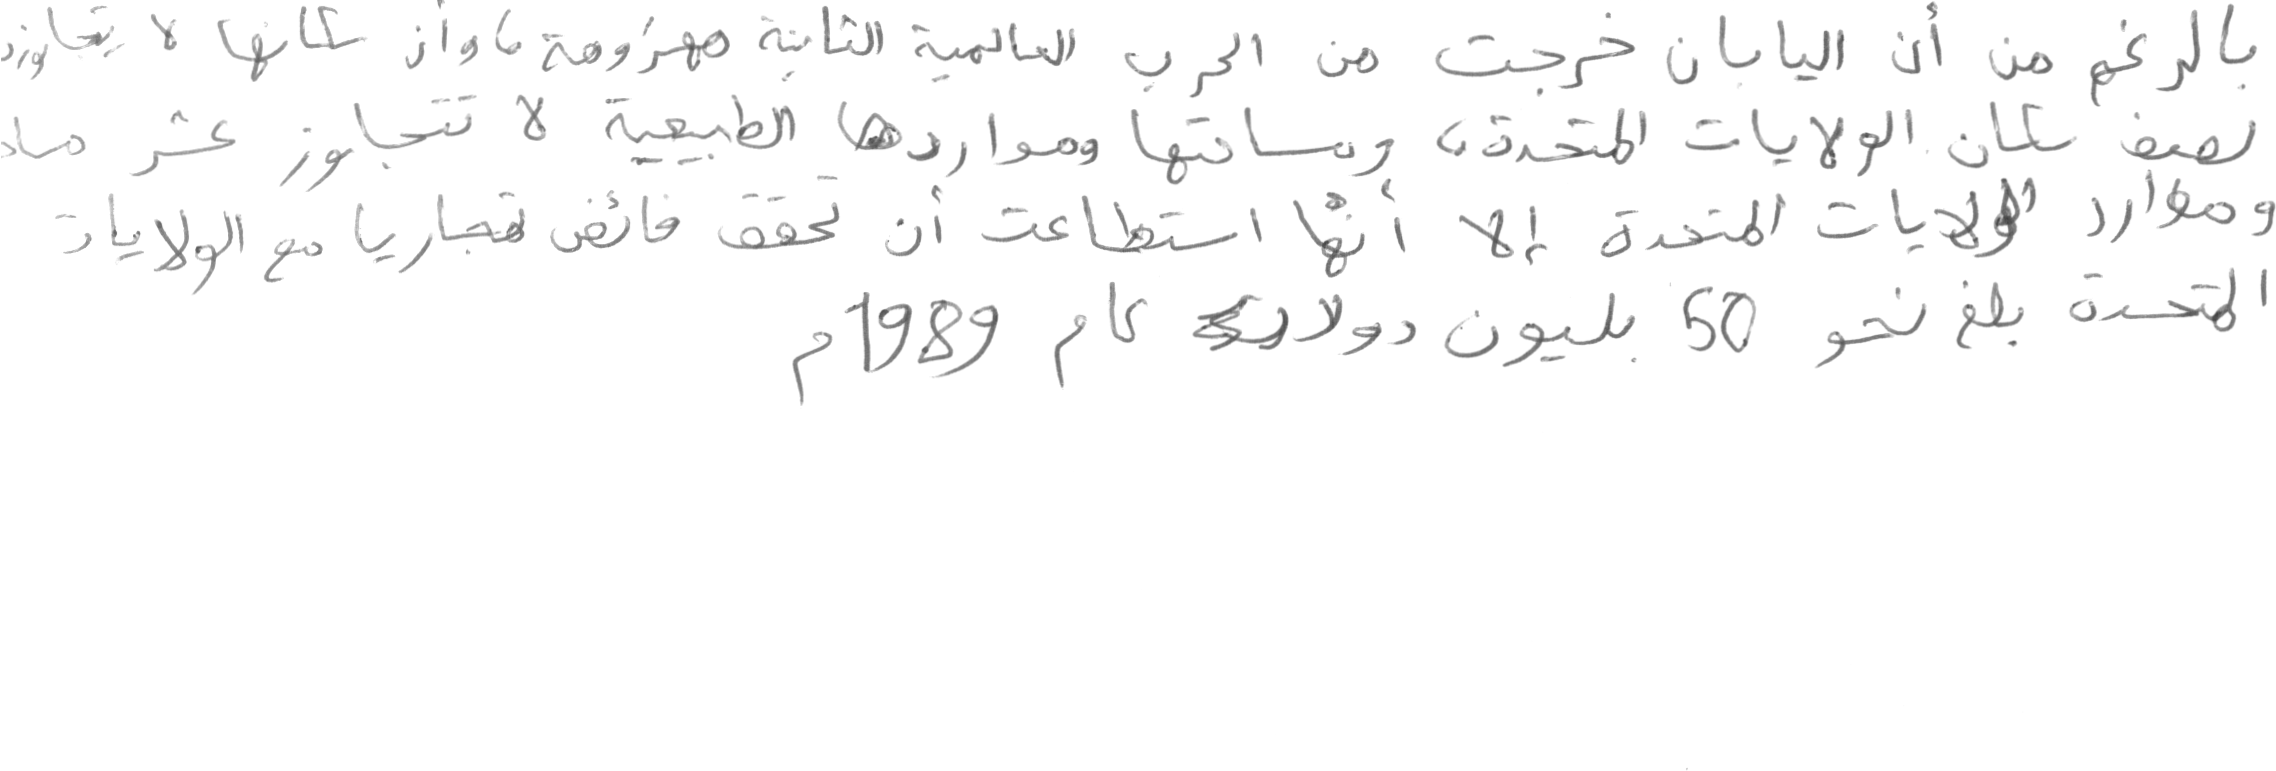 بالرغم من أن اليابان خرجت من الحرب العالمية الثانية مهزومة، وأن سكانها لا يتجاوزد
نصف سكان الولايات المتحدة، ومساحتها ومواردها الطبيعية لا تتجاوز عشر
وموارد الولايات المتحدة إلا أنها استطاعت أن تحقق فائض تجاريا مع الولايات
المتحدة بلغ نحو 50 بليون دولار عام 1989م